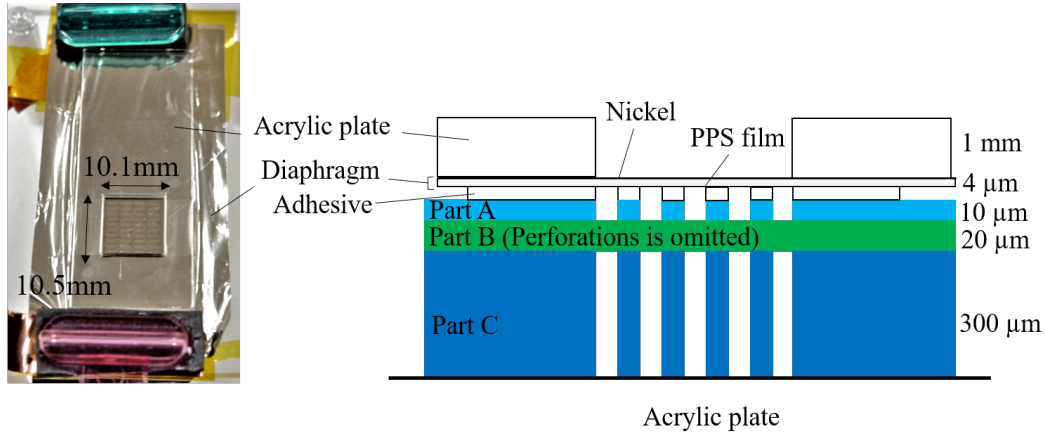 Nickel
Acrylic plate
PPS film
1 mm
10.1mm
Diaphragm
4 µm
Adhesive
Part A
10 µm
Part B (Perforations is omitted)
20 µm
10.5mm
Part C
300 µm
Acrylic plate